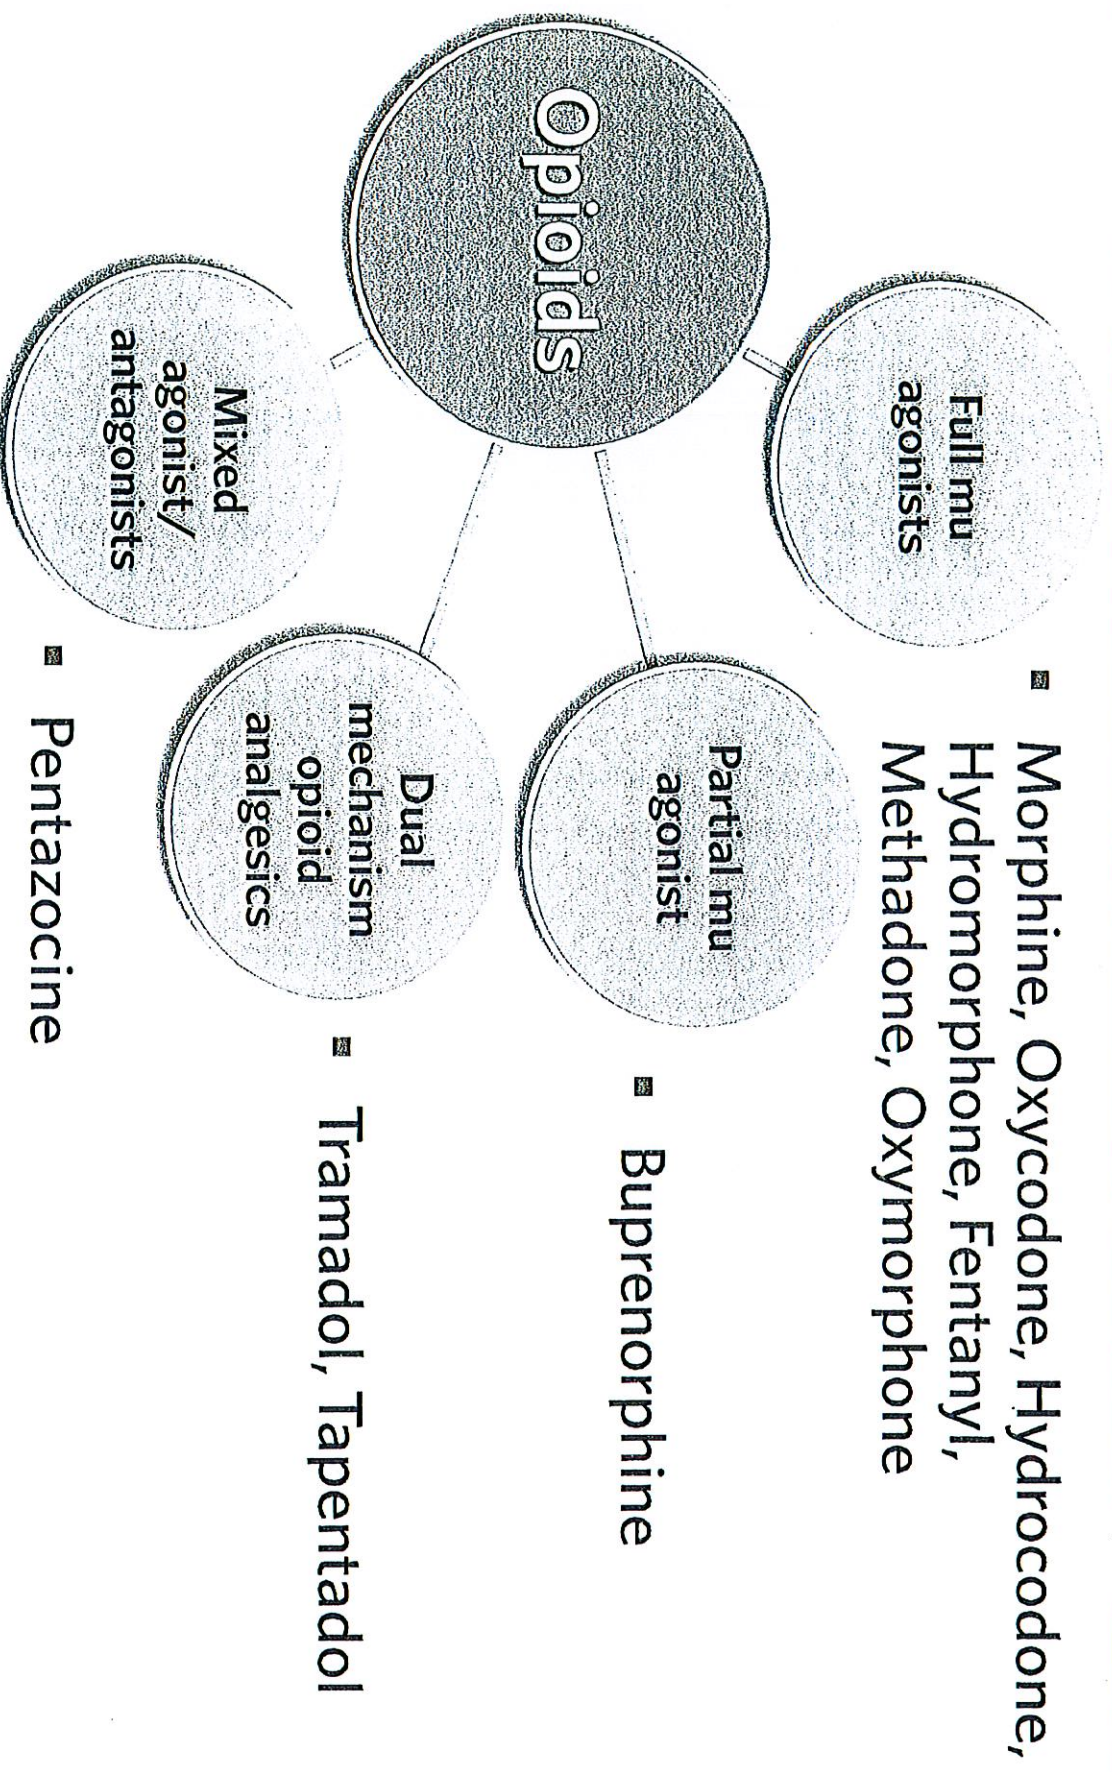 Opioids
Full mu
agonists
▪ Morphine, Oxycodone, Hydrocodone,
Hydromorphone, Fentanyl,
Methadone, Oxymorphone
Partial mu
agonist
▪ Buprenorphine
Dual
mechanism
opioid
analgesics
▪ Tramadol, Tapentadol
Mixed
agonist/
antagonists
▪ Pentazocine